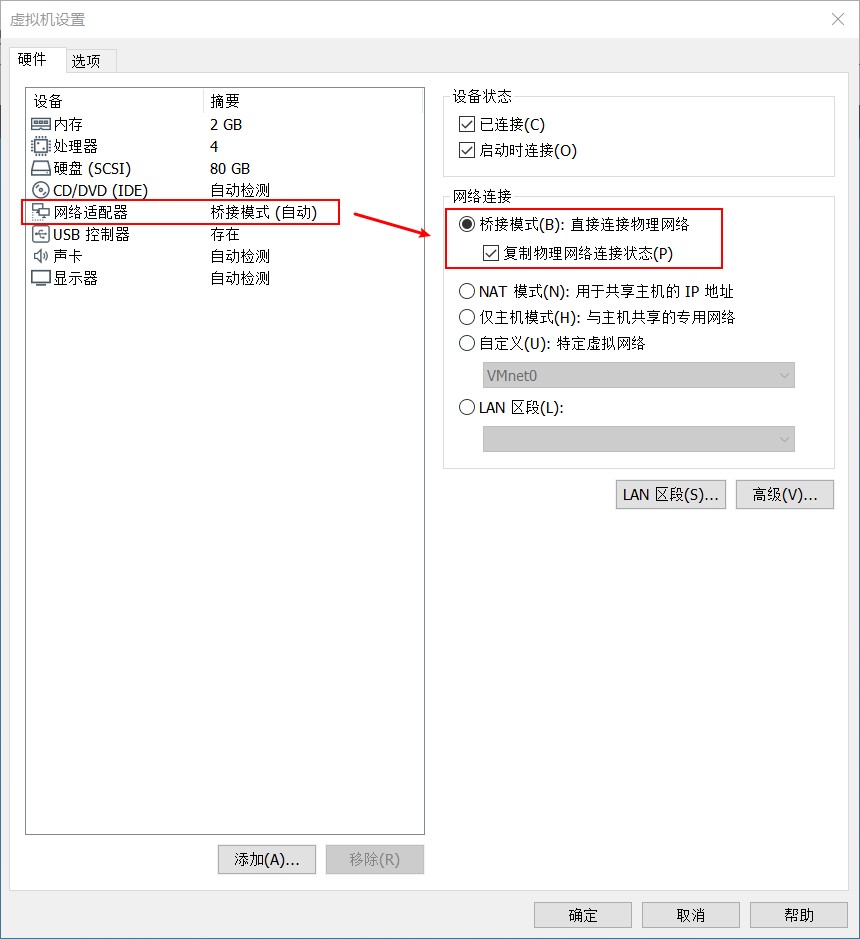 虚拟机设置
硬件 选项
设备 摘要
内存 2 GB
处理器 4
硬盘 (SCSI) 80 GB
CD/DVD (IDE) 自动检测
网络适配器 桥接模式 (自动)
USB 控制器 存在
声卡 自动检测
显示器 自动检测
添加(A)... 移除(R)
设备状态
已连接(C)
启动时连接(O)
网络连接
桥接模式(B): 直接连接物理网络
复制物理网络连接状态(P)
NAT 模式(N): 用于共享主机的 IP 地址
仅主机模式(H): 与主机共享的专用网络
自定义(U): 特定虚拟网络
VMnet0
LAN 区段(L):
LAN 区段(S)... 高级(V)...
确定 取消 帮助